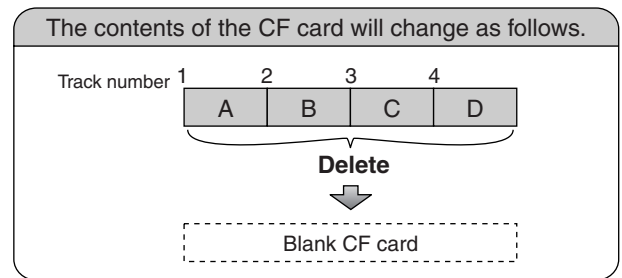 The contents of the CF card will change as follows.
Track number 1 2 3 4
A B C D
Delete
Blank CF card